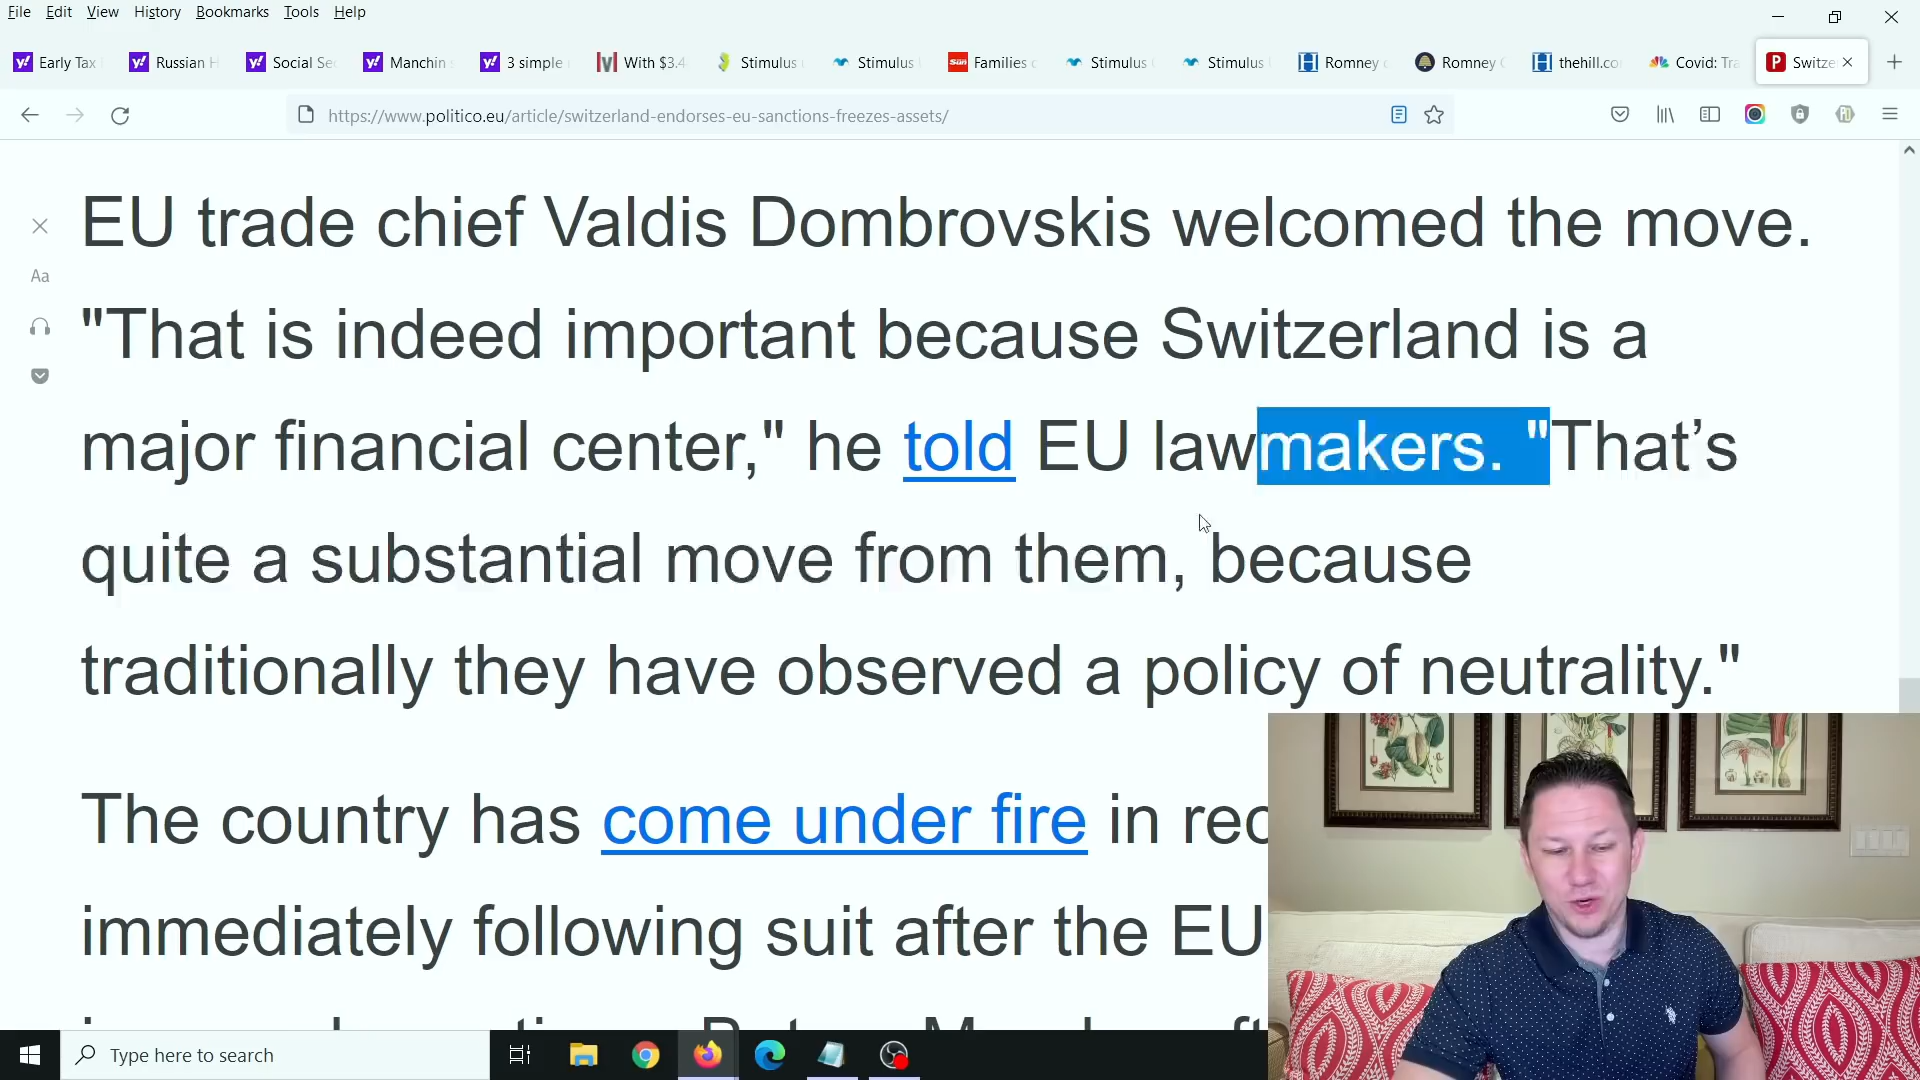 File Edit View History Bookmarks Tools Help
Early Tax
Russian H
Social Sec
Manchin s
3 simple
With $3.4
Stimulus
Stimulus
Families c
Stimulus
Stimulus
Romney
Romney
thehill.co
Covid: Tra
Switze
https://www.politico.eu/article/switzerland-endorses-eu-sanctions-freezes-assets/
EU trade chief Valdis Dombrovskis welcomed the move.
Aa
"That is indeed important because Switzerland is a
major financial center," he told EU lawmakers. "That’s
quite a substantial move from them, because
traditionally they have observed a policy of neutrality."
The country has come under fire in rec
immediately following suit after the EU
Type here to search